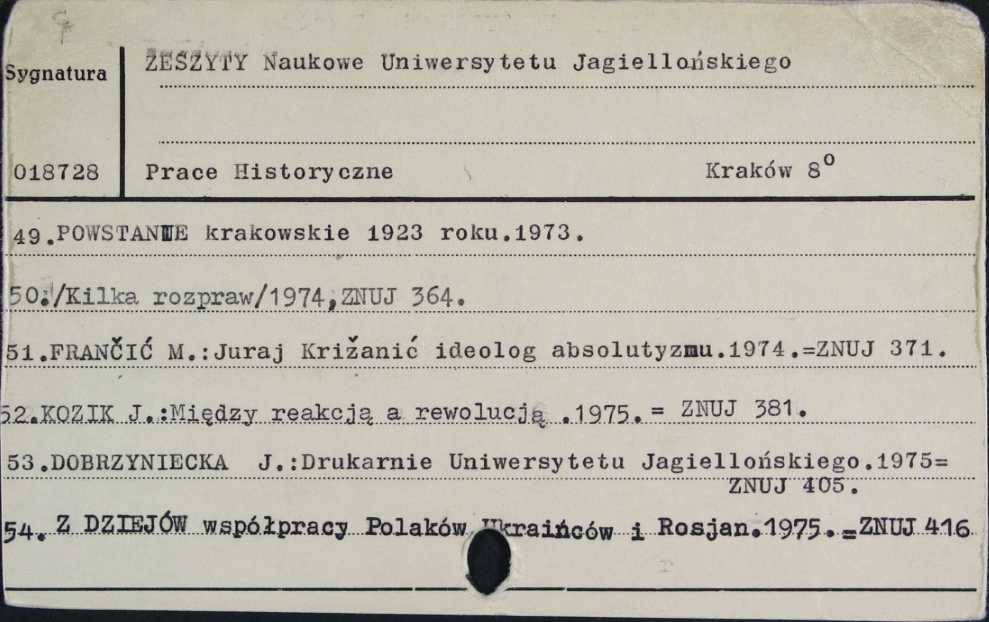 ZESZYTY Naukowe Uniwersytetu Jagiellońskiego
Sygnatura
018728 Prace Historyczne Kraków 8º
49.POWSTANIE krakowskie 1923 roku.1973.
50./Kilka rozpraw/1974,ZNUJ 364.
51.FRANČIĆ M.:Juraj Križanić ideolog absolutyzmu.1974.=ZNUJ 371.
52.KOZIK J.:Między reakcją a rewolucją .1975.= ZNUJ 381.
53.DOBRZYNIECKA J.:Drukarnie Uniwersytetu Jagiellońskiego.1975=
ZNUJ 405.
54. Z DZIEJÓW współpracy Polaków Ukraińców i Rosjan.1975.=ZNUJ 416